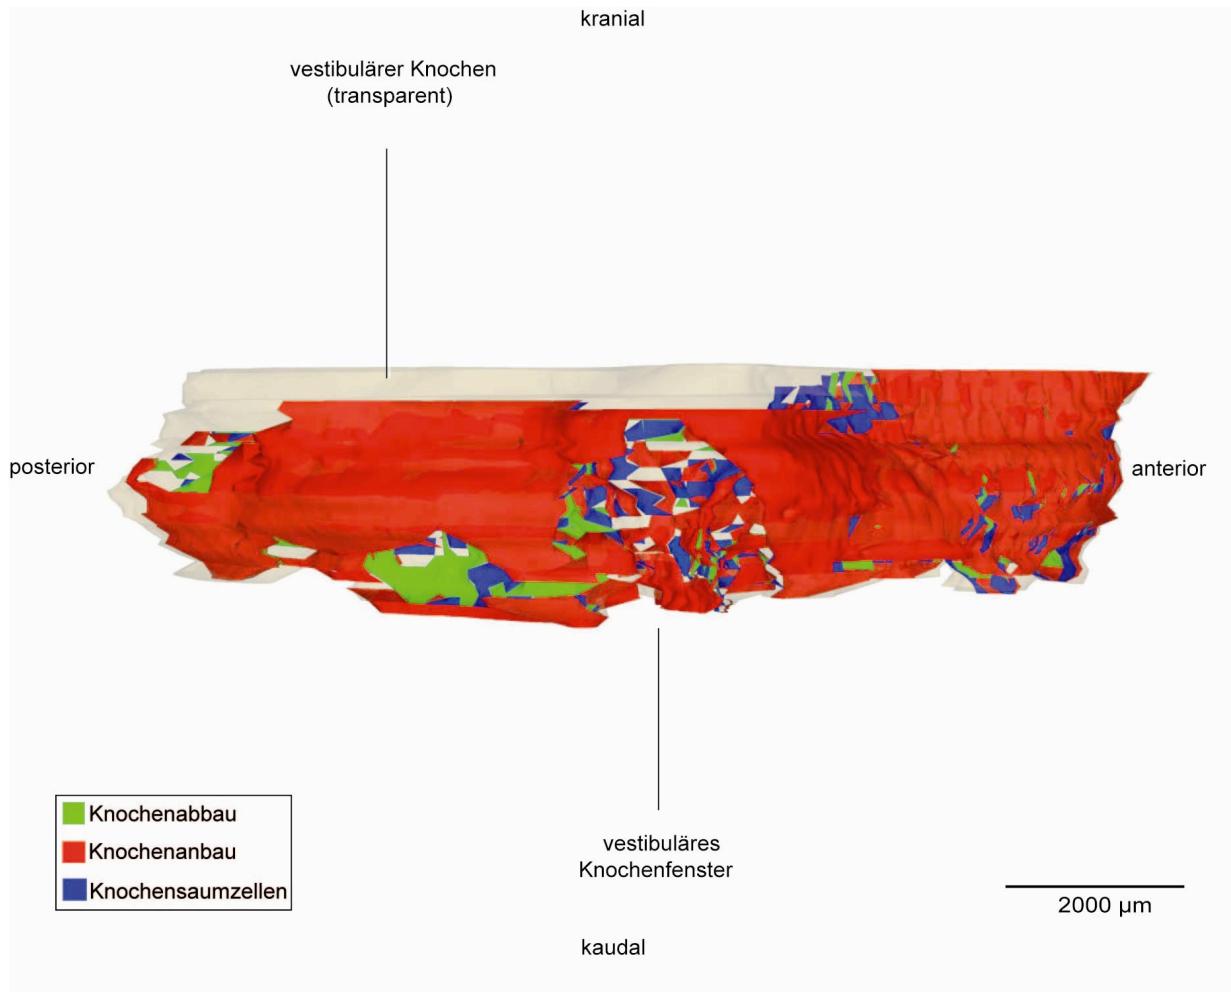 kranial
vestibulärer Knochen
(transparent)
posterior
anterior
Knochenabbau
Knochenanbau
Knochensaumzellen
vestibuläres
Knochenfenster
2000 µm
kaudal